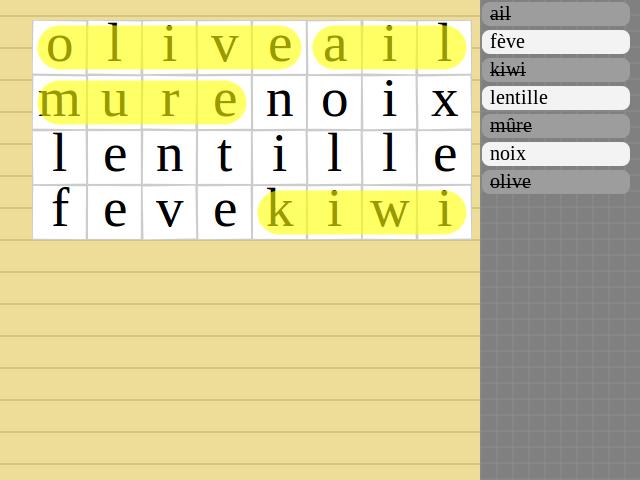 o l i v e a i l
m u r e n o i x
l e n t i l l e
f e v e k i w i
ail
fève
kiwi
lentille
mûre
noix
olive